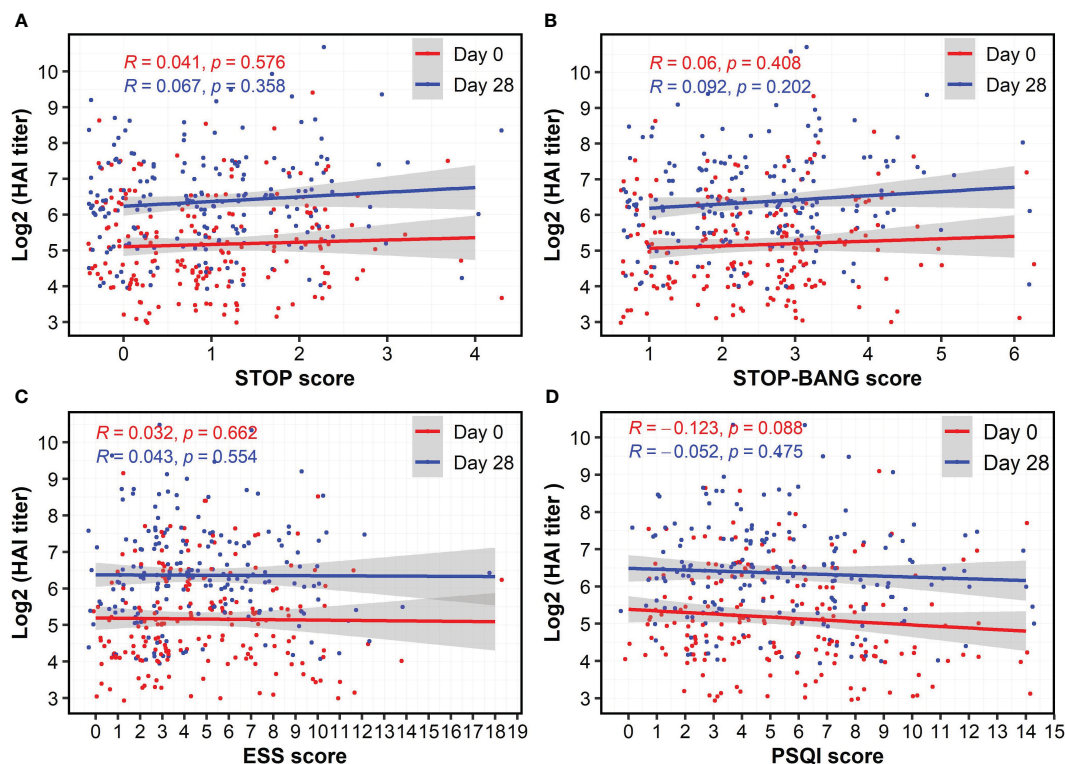 A
R = 0.041, p = 0.576
R = 0.067, p = 0.358
Day 0
Day 28
Log2 (HAI titer)
10
9
8
7
6
5
4
3
0 1 2 3 4
STOP score
B
R = 0.06, p = 0.408
R = 0.092, p = 0.202
Day 0
Day 28
Log2 (HAI titer)
10
9
8
7
6
5
4
3
1 2 3 4 5 6
STOP-BANG score
C
R = 0.032, p = 0.662
R = 0.043, p = 0.554
Day 0
Day 28
Log2 (HAI titer)
10
9
8
7
6
5
4
3
0 1 2 3 4 5 6 7 8 9 10 11 12 13 14 15 16 17 18 19
ESS score
D
R = −0.123, p = 0.088
R = −0.052, p = 0.475
Day 0
Day 28
Log2 (HAI titer )
10
9
8
7
6
5
4
3
0 1 2 3 4 5 6 7 8 9 10 11 12 13 14 15
PSQI score